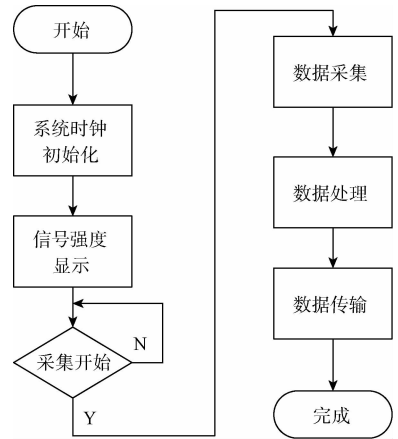 开始
系统时钟
初始化
信号强度
显示
采集开始
N
Y
数据采集
数据处理
数据传输
完成